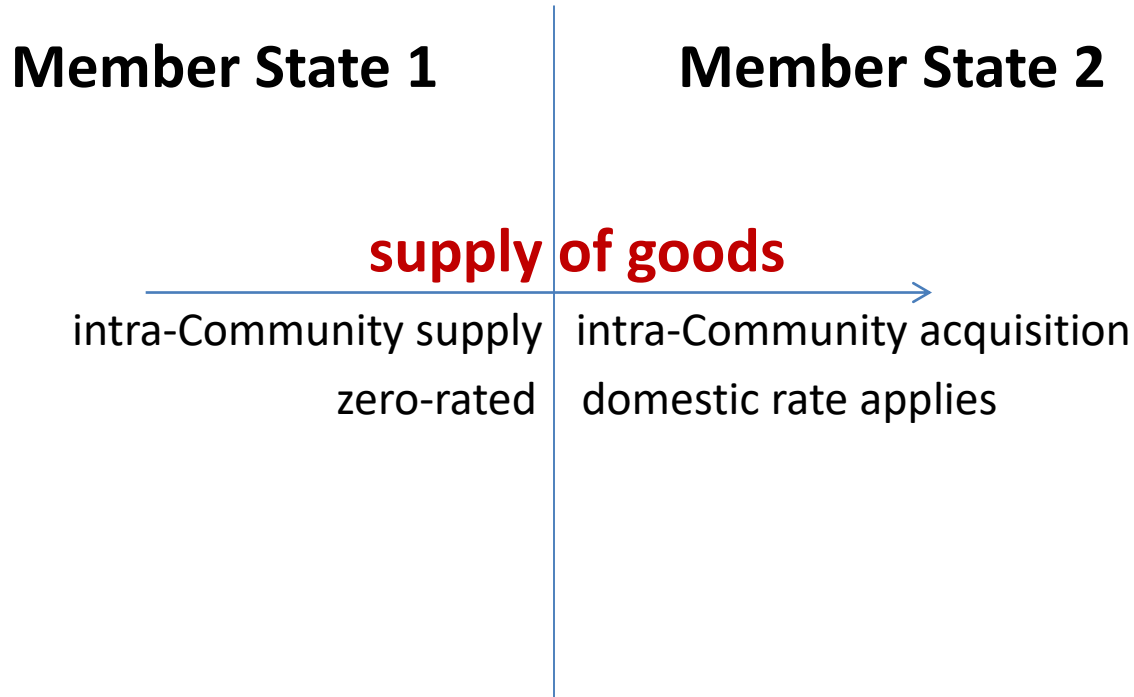 Member State 1
Member State 2
supply of goods
intra-Community supply
intra-Community acquisition
zero-rated
domestic rate applies